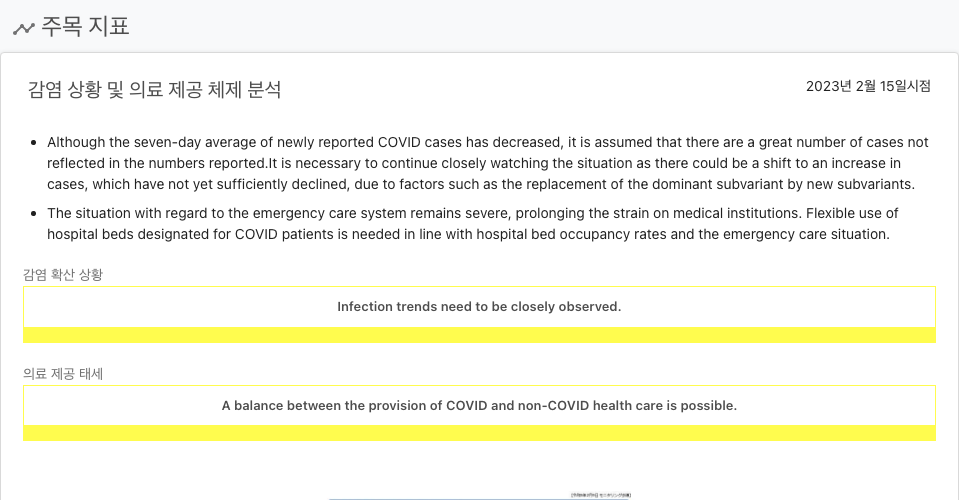 주목 지표
감염 상황 및 의료 제공 체제 분석
2023년 2월 15일시점
Although the seven-day average of newly reported COVID cases has decreased, it is assumed that there are a great number of cases not
reflected in the numbers reported.It is necessary to continue closely watching the situation as there could be a shift to an increase in
cases, which have not yet sufficiently declined, due to factors such as the replacement of the dominant subvariant by new subvariants.
The situation with regard to the emergency care system remains severe, prolonging the strain on medical institutions. Flexible use of
hospital beds designated for COVID patients is needed in line with hospital bed occupancy rates and the emergency care situation.
감염 확산 상황
Infection trends need to be closely observed.
의료 제공 태세
A balance between the provision of COVID and non-COVID health care is possible.